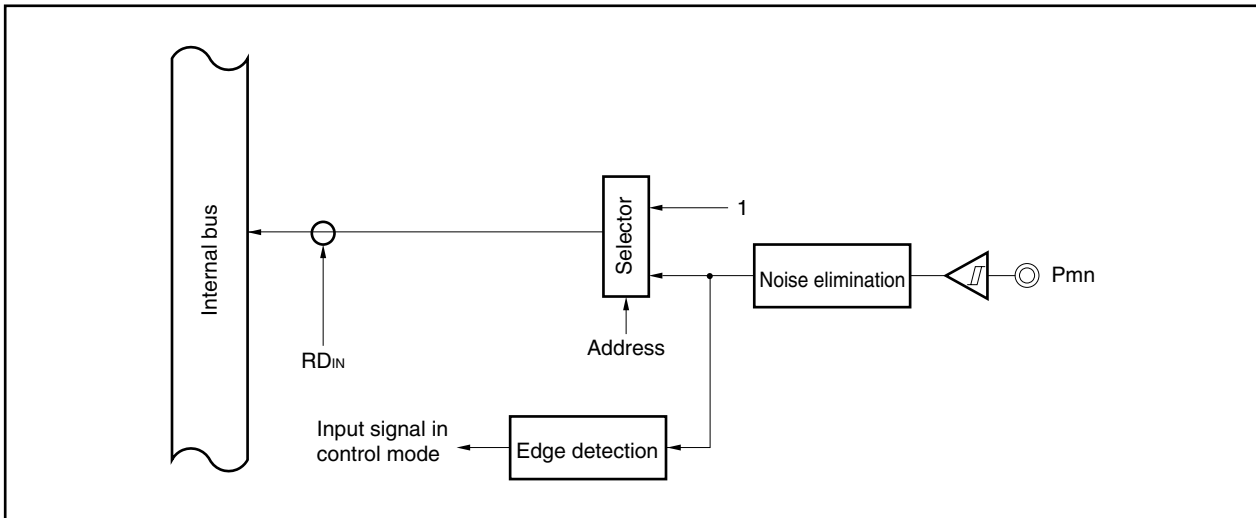 Internal bus
RDIN
Selector
1
Address
Noise elimination
Pmn
Input signal in
control mode
Edge detection